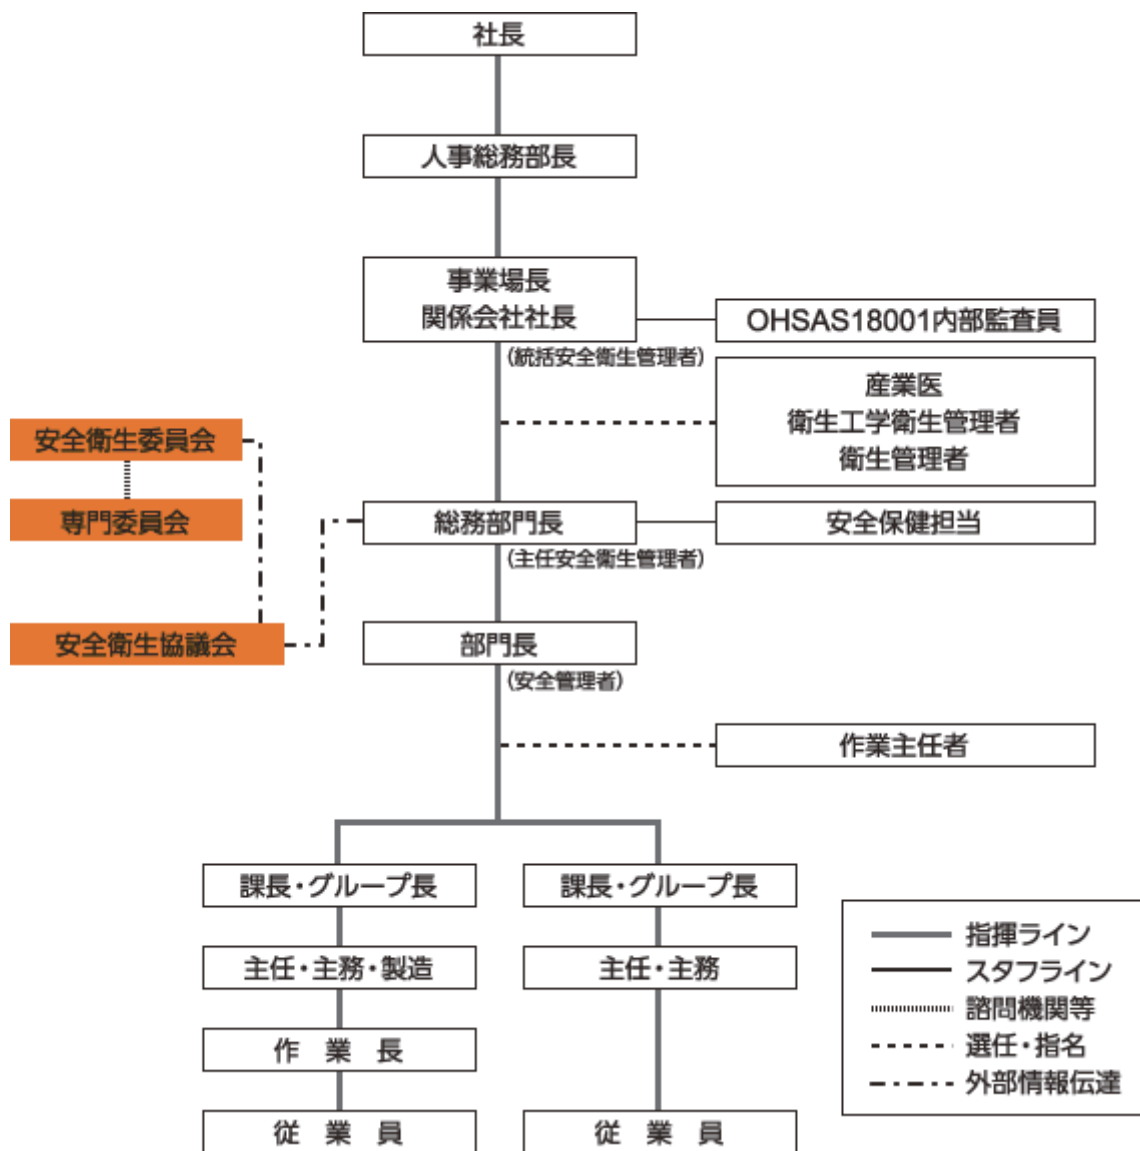 社長
人事総務部長
事業場長
関係会社社長
(統括安全衛生管理者)
OHSAS18001内部監査員
産業医
衛生工学衛生管理者
衛生管理者
安全衛生委員会
専門委員会
総務部門長
(主任安全衛生管理者)
安全保健担当
安全衛生協議会
部門長
(安全管理者)
作業主任者
課長・グループ長
課長・グループ長
主任・主務・製造
主任・主務
作 業 長
従 業 員
従 業 員
指揮ライン
スタフライン
諮問機関等
選任・指名
外部情報伝達